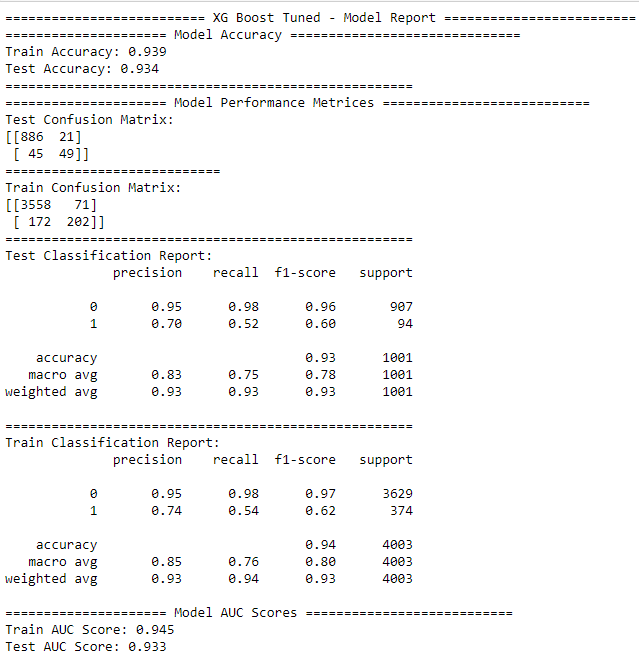 ========================== XG Boost Tuned - Model Report =========================
===================== Model Accuracy ==============================
Train Accuracy: 0.939
Test Accuracy: 0.934
=====================================================
===================== Model Performance Metrices ===========================
Test Confusion Matrix:
[[886  21]
 [ 45  49]]
============================
Train Confusion Matrix:
[[3558   71]
 [ 172  202]]
=====================================================
Test Classification Report:
              precision    recall  f1-score   support
           0       0.95      0.98      0.96       907
           1       0.70      0.52      0.60        94
    accuracy                           0.93      1001
   macro avg       0.83      0.75      0.78      1001
weighted avg       0.93      0.93      0.93      1001
=====================================================
Train Classification Report:
              precision    recall  f1-score   support
           0       0.95      0.98      0.97      3629
           1       0.74      0.54      0.62       374
    accuracy                           0.94      4003
   macro avg       0.85      0.76      0.80      4003
weighted avg       0.93      0.94      0.93      4003
===================== Model AUC Scores ===========================
Train AUC Score: 0.945
Test AUC Score: 0.933